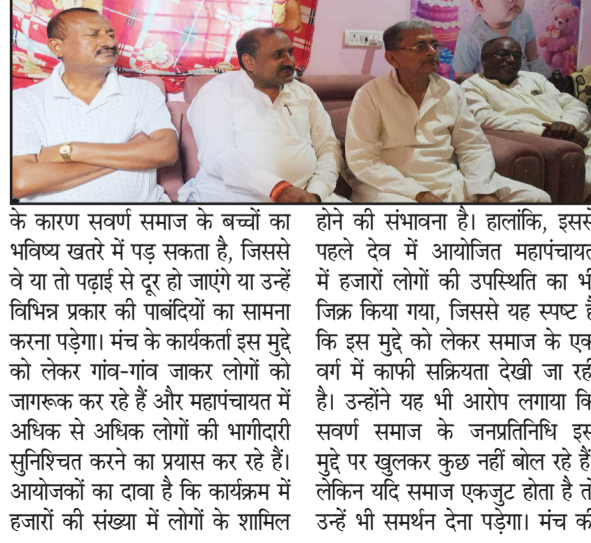 के कारण सवर्ण समाज के बच्चों का
भविष्य खतरे में पड़ सकता है, जिससे
वे या तो पढ़ाई से दूर हो जाएंगे या उन्हें
विभिन्न प्रकार की पाबंदियों का सामना
करना पड़ेगा। मंच के कार्यकर्ता इस मुद्दे
को लेकर गांव-गांव जाकर लोगों को
जागरूक कर रहे हैं और महापंचायत में
अधिक से अधिक लोगों की भागीदारी
सुनिश्चित करने का प्रयास कर रहे हैं।
आयोजकों का दावा है कि कार्यक्रम में
हजारों की संख्या में लोगों के शामिल
होने की संभावना है। हालांकि, इससे
पहले देव में आयोजित महापंचायत
में हजारों लोगों की उपस्थिति का भी
जिक्र किया गया, जिससे यह स्पष्ट है
कि इस मुद्दे को लेकर समाज के एक
वर्ग में काफी सक्रियता देखी जा रही
है। उन्होंने यह भी आरोप लगाया कि
सवर्ण समाज के जनप्रतिनिधि इस
मुद्दे पर खुलकर कुछ नहीं बोल रहे हैं
लेकिन यदि समाज एकजुट होता है तो
उन्हें भी समर्थन देना पड़ेगा। मंच की